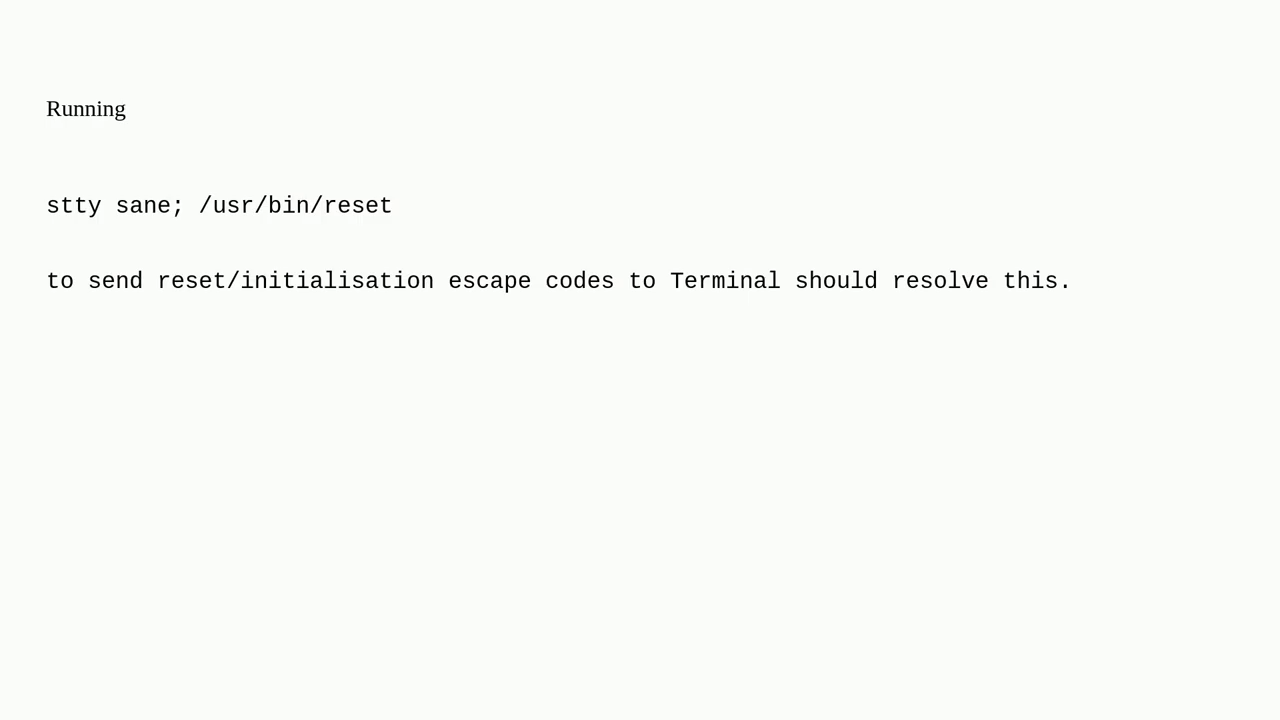 Running
stty sane; /usr/bin/reset
to send reset/initialisation escape codes to Terminal should resolve this.